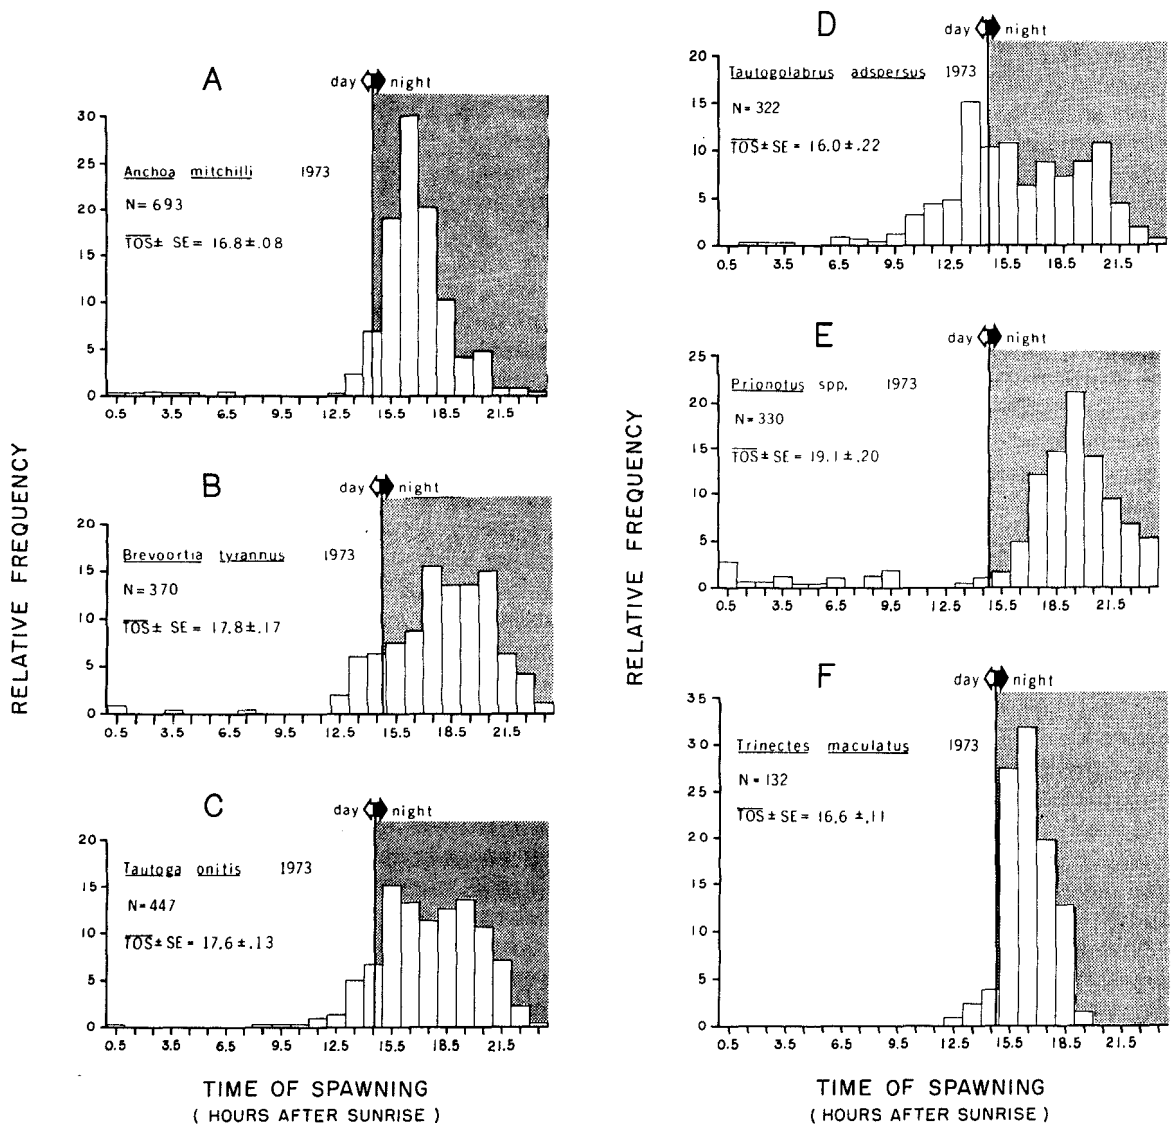 A
day night
30
25
20
15
10
5
0
Anchoa mitchilli 1973
N= 693
TOS± SE= 16.8±.08
0.5 3.5 6.5 9.5 12.5 15.5 18.5 21.5
B
day night
20
15
10
5
0
Brevoortia tyrannus 1973
N= 370
TOS± SE= 17.8±.17
0.5 3.5 6.5 9.5 12.5 15.5 18.5 21.5
C
day night
20
15
10
5
0
Tautoga onitis 1973
N=447
TOS±SE=17.6±.13
0.5 3.5 6.5 9.5 12.5 15.5 18.5 21.5
RELATIVE FREQUENCY
TIME OF SPAWNING
( HOURS AFTER SUNRISE )
D
day night
20
15
10
5
0
Tautogolabrus adspersus 1973
N= 322
TOS±SE= 16.0±.22
0.5 3.5 6.5 9.5 12.5 15.5 18.5 21.5
E
day night
25
20
15
10
5
0
Prionotus spp. 1973
N=330
TOS±SE=19.1±.20
0.5 3.5 6.5 9.5 12.5 15.5 18.5 21.5
F
day night
35
30
25
20
15
10
5
0
Trinectes maculatus 1973
N=132
TOS±SE=16.6±.11
0.5 3.5 6.5 9.5 12.5 15.5 18.5 21.5
RELATIVE FREQUENCY
TIME OF SPAWNING
(HOURS AFTER SUNRISE)